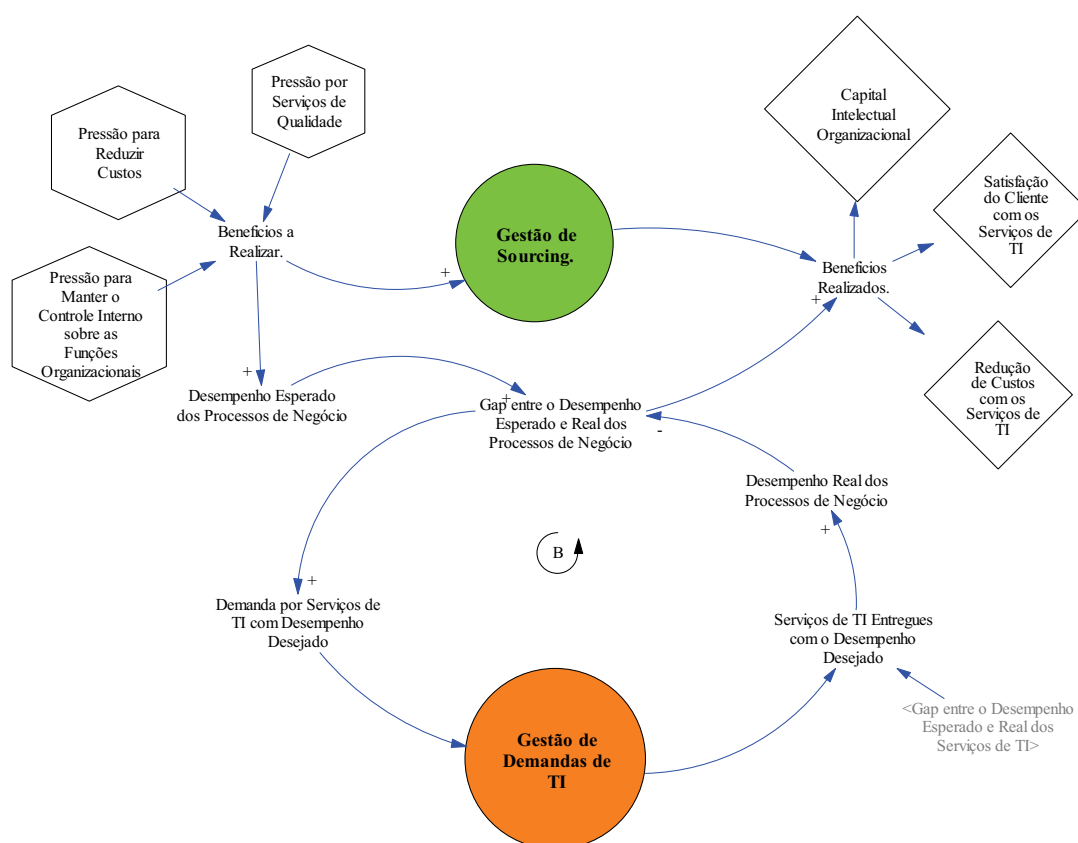 Pressão por
Serviços de
Qualidade
Pressão para
Reduzir
Custos
Capital
Intelectual
Organizacional
Satisfação
do Cliente
com os
Serviços de
TI
Benefícios a
Realizar.
Gestão de
Sourcing.
+
Benefícios
Realizados.
+
Pressão para
Manter o
Controle Interno
sobre as
Funções
Organizacionais
+
Desempenho Esperado
dos Processos de Negócio
+
Gap entre o Desempenho
Esperado e Real dos
Processos de Negócio
-
Redução
de Custos
com os
Serviços de
TI
Desempenho Real dos
Processos de Negócio
+
B
+
Demanda por Serviços de
TI com Desempenho
Desejado
Serviços de TI Entregues
com o Desempenho
Desejado
Gestão de
Demandas de
TI
<Gap entre o Desempenho
Esperado e Real dos
Serviços de TI>